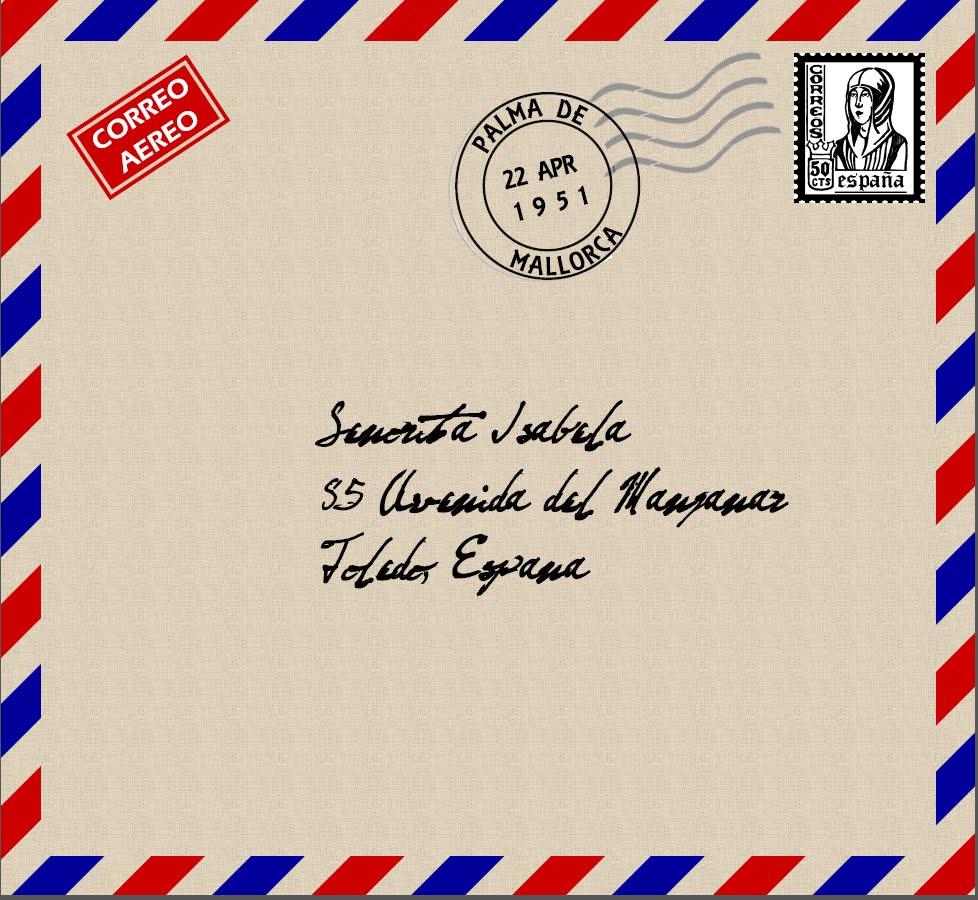 CORREO
AEREO
PALMA DE
22 APR
1951
MALLORCA
CORREOS
50
CTS
españa
Senorita Isabela
85 Avenida del Manzanar
Toledo, Espana